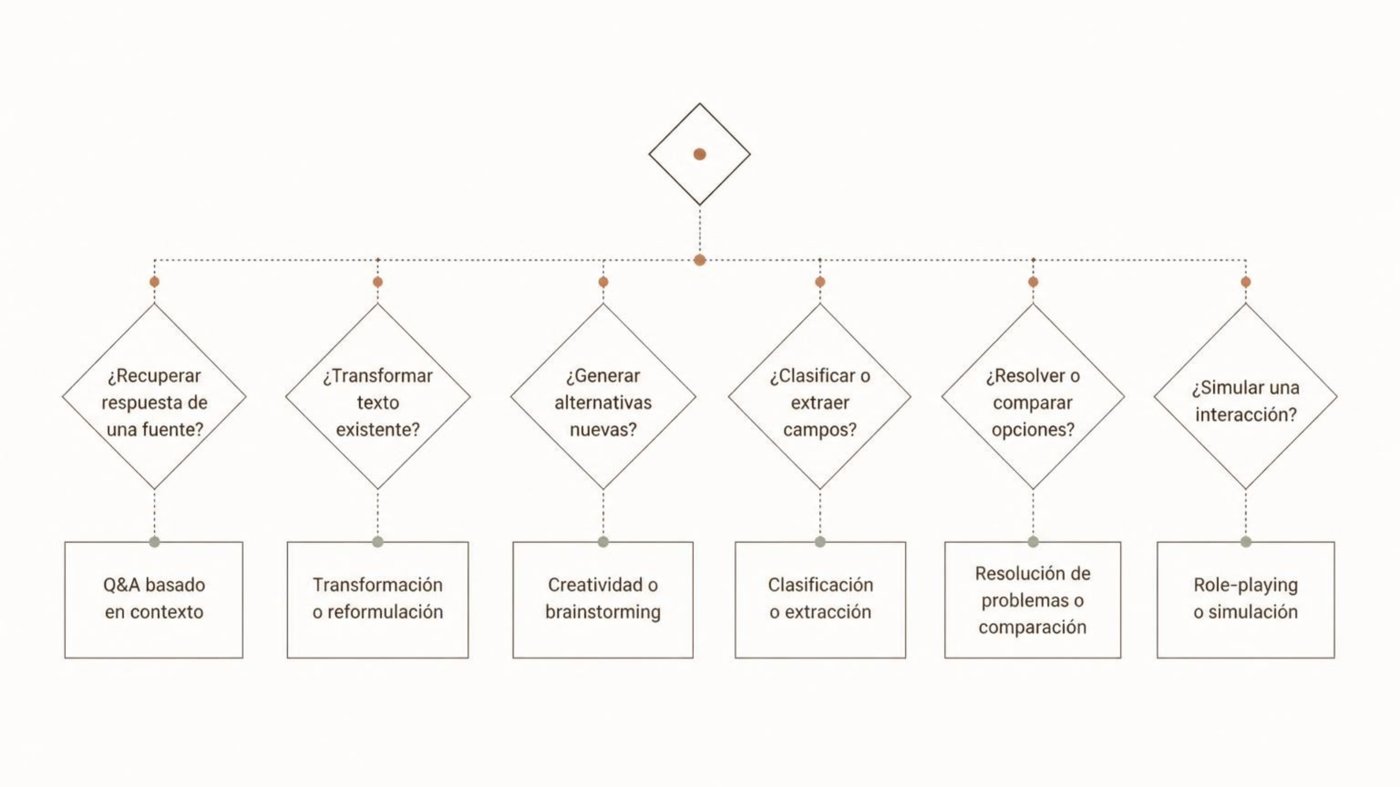 ¿Recuperar
respuesta de
una fuente?
¿Transformar
texto
existente?
¿Generar
alternativas
nuevas?
¿Clasificar o
extraer
campos?
¿Resolver o
comparar
opciones?
¿Simular una
interacción?
Q&A basado
en contexto
Transformación
o reformulación
Creatividad o
brainstorming
Clasificación
o extracción
Resolución de
problemas o
comparación
Role-playing
o simulación